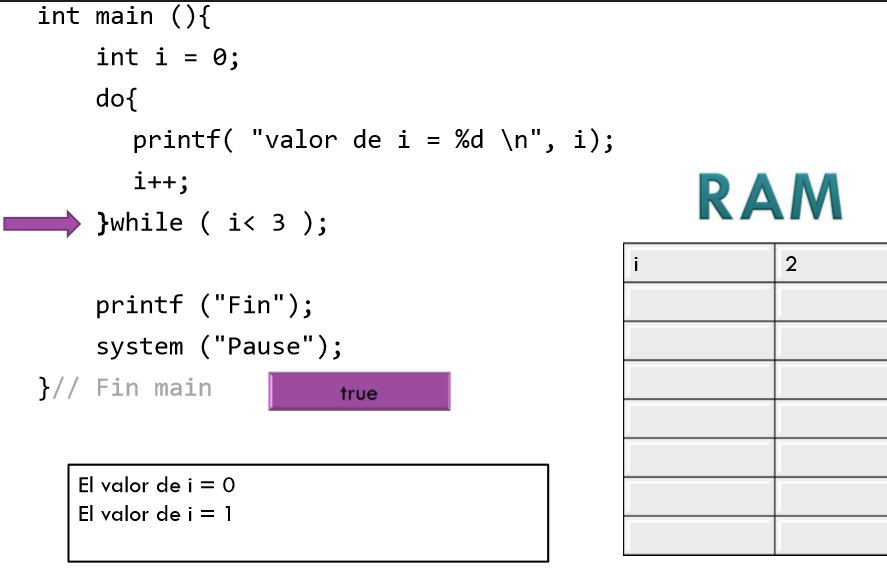 int main (){
int i = 0;
do{
printf( "valor de i = %d \n", i);
i++;
}while ( i< 3 );
printf ("Fin");
system ("Pause");
}// Fin main
true
El valor de i = 0
El valor de i = 1
RAM
i 2